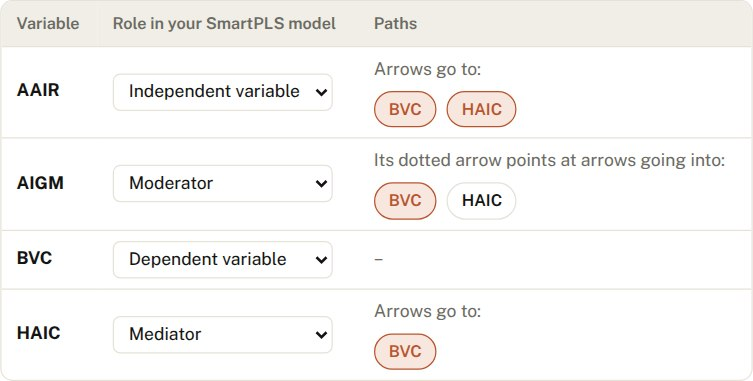 Variable Role in your SmartPLS model Paths
AAIR Independent variable Arrows go to:
BVC HAIC
AIGM Moderator Its dotted arrow points at arrows going into:
BVC HAIC
BVC Dependent variable –
HAIC Mediator Arrows go to:
BVC